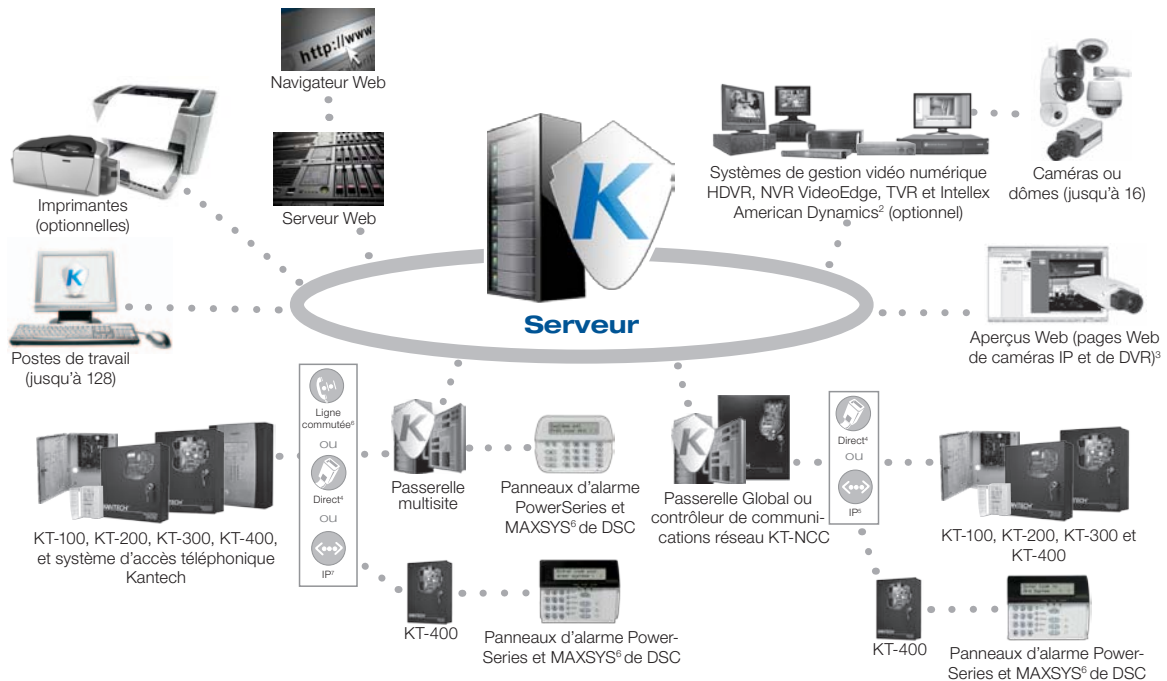 http://www
Navigateur Web
Serveur Web
Imprimantes
(optionnelles)
K
Postes de travail
(jusqu'à 128)
K
Serveur
Systèmes de gestion vidéo numérique
HDVR, NVR VideoEdge, TVR et Intellex
American Dynamics² (optionnel)
Caméras ou
dômes (jusqu'à 16)
Aperçus Web (pages Web
de caméras IP et de DVR)³
KANTECH
KT-100, KT-200, KT-300, KT-400,
et système d'accès téléphonique
Kantech
Ligne
commutée⁶
ou
Direct⁴
ou
IP⁷
K
Passerelle
multisite
Panneaux d'alarme
PowerSeries et
MAXSYS⁶ de DSC
KT-400
Panneaux d'alarme Power-
Series et MAXSYS⁶ de DSC
K
Passerelle Global ou
contrôleur de communi-
cations réseau KT-NCC
Direct⁴
ou
IP⁵
KANTECH
KT-100, KT-200, KT-300 et
KT-400
KT-400
Panneaux d'alarme Power-
Series et MAXSYS⁶ de DSC